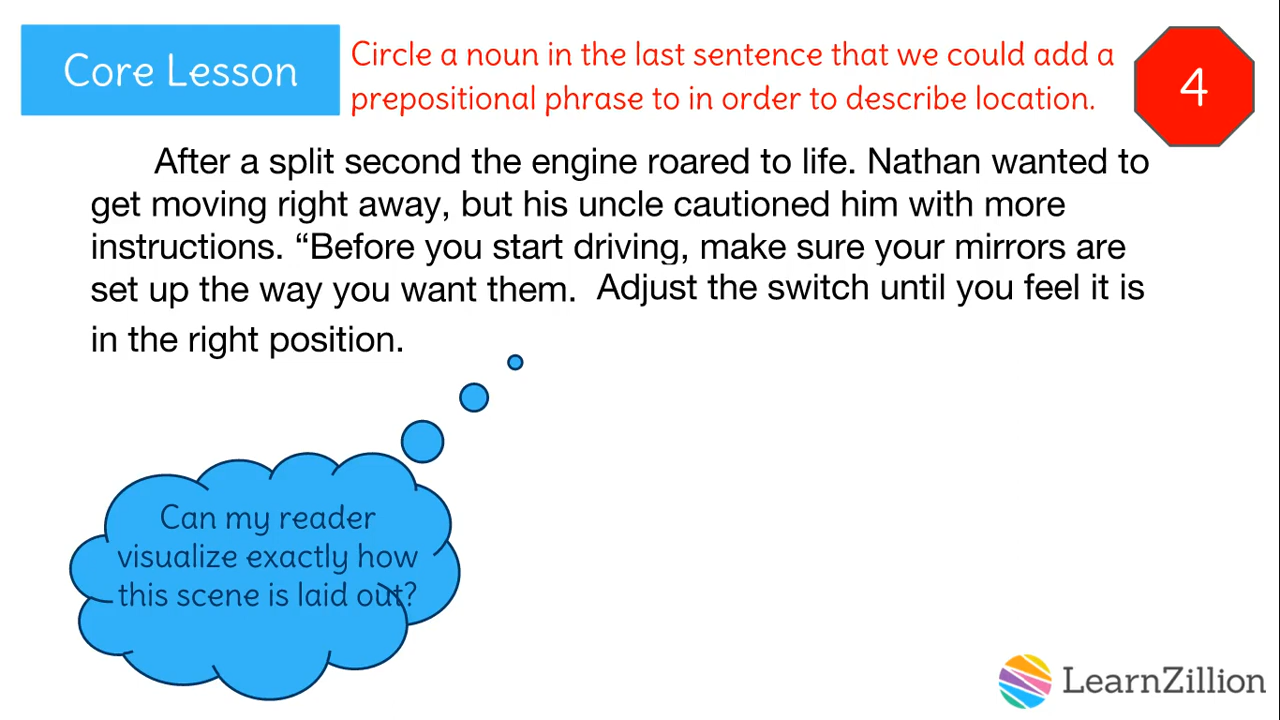 Core Lesson
Circle a noun in the last sentence that we could add a
prepositional phrase to in order to describe location.
4
After a split second the engine roared to life. Nathan wanted to
get moving right away, but his uncle cautioned him with more
instructions. “Before you start driving, make sure your mirrors are
set up the way you want them. Adjust the switch until you feel it is
in the right position.
Can my reader
visualize exactly how
this scene is laid out?
LearnZillion